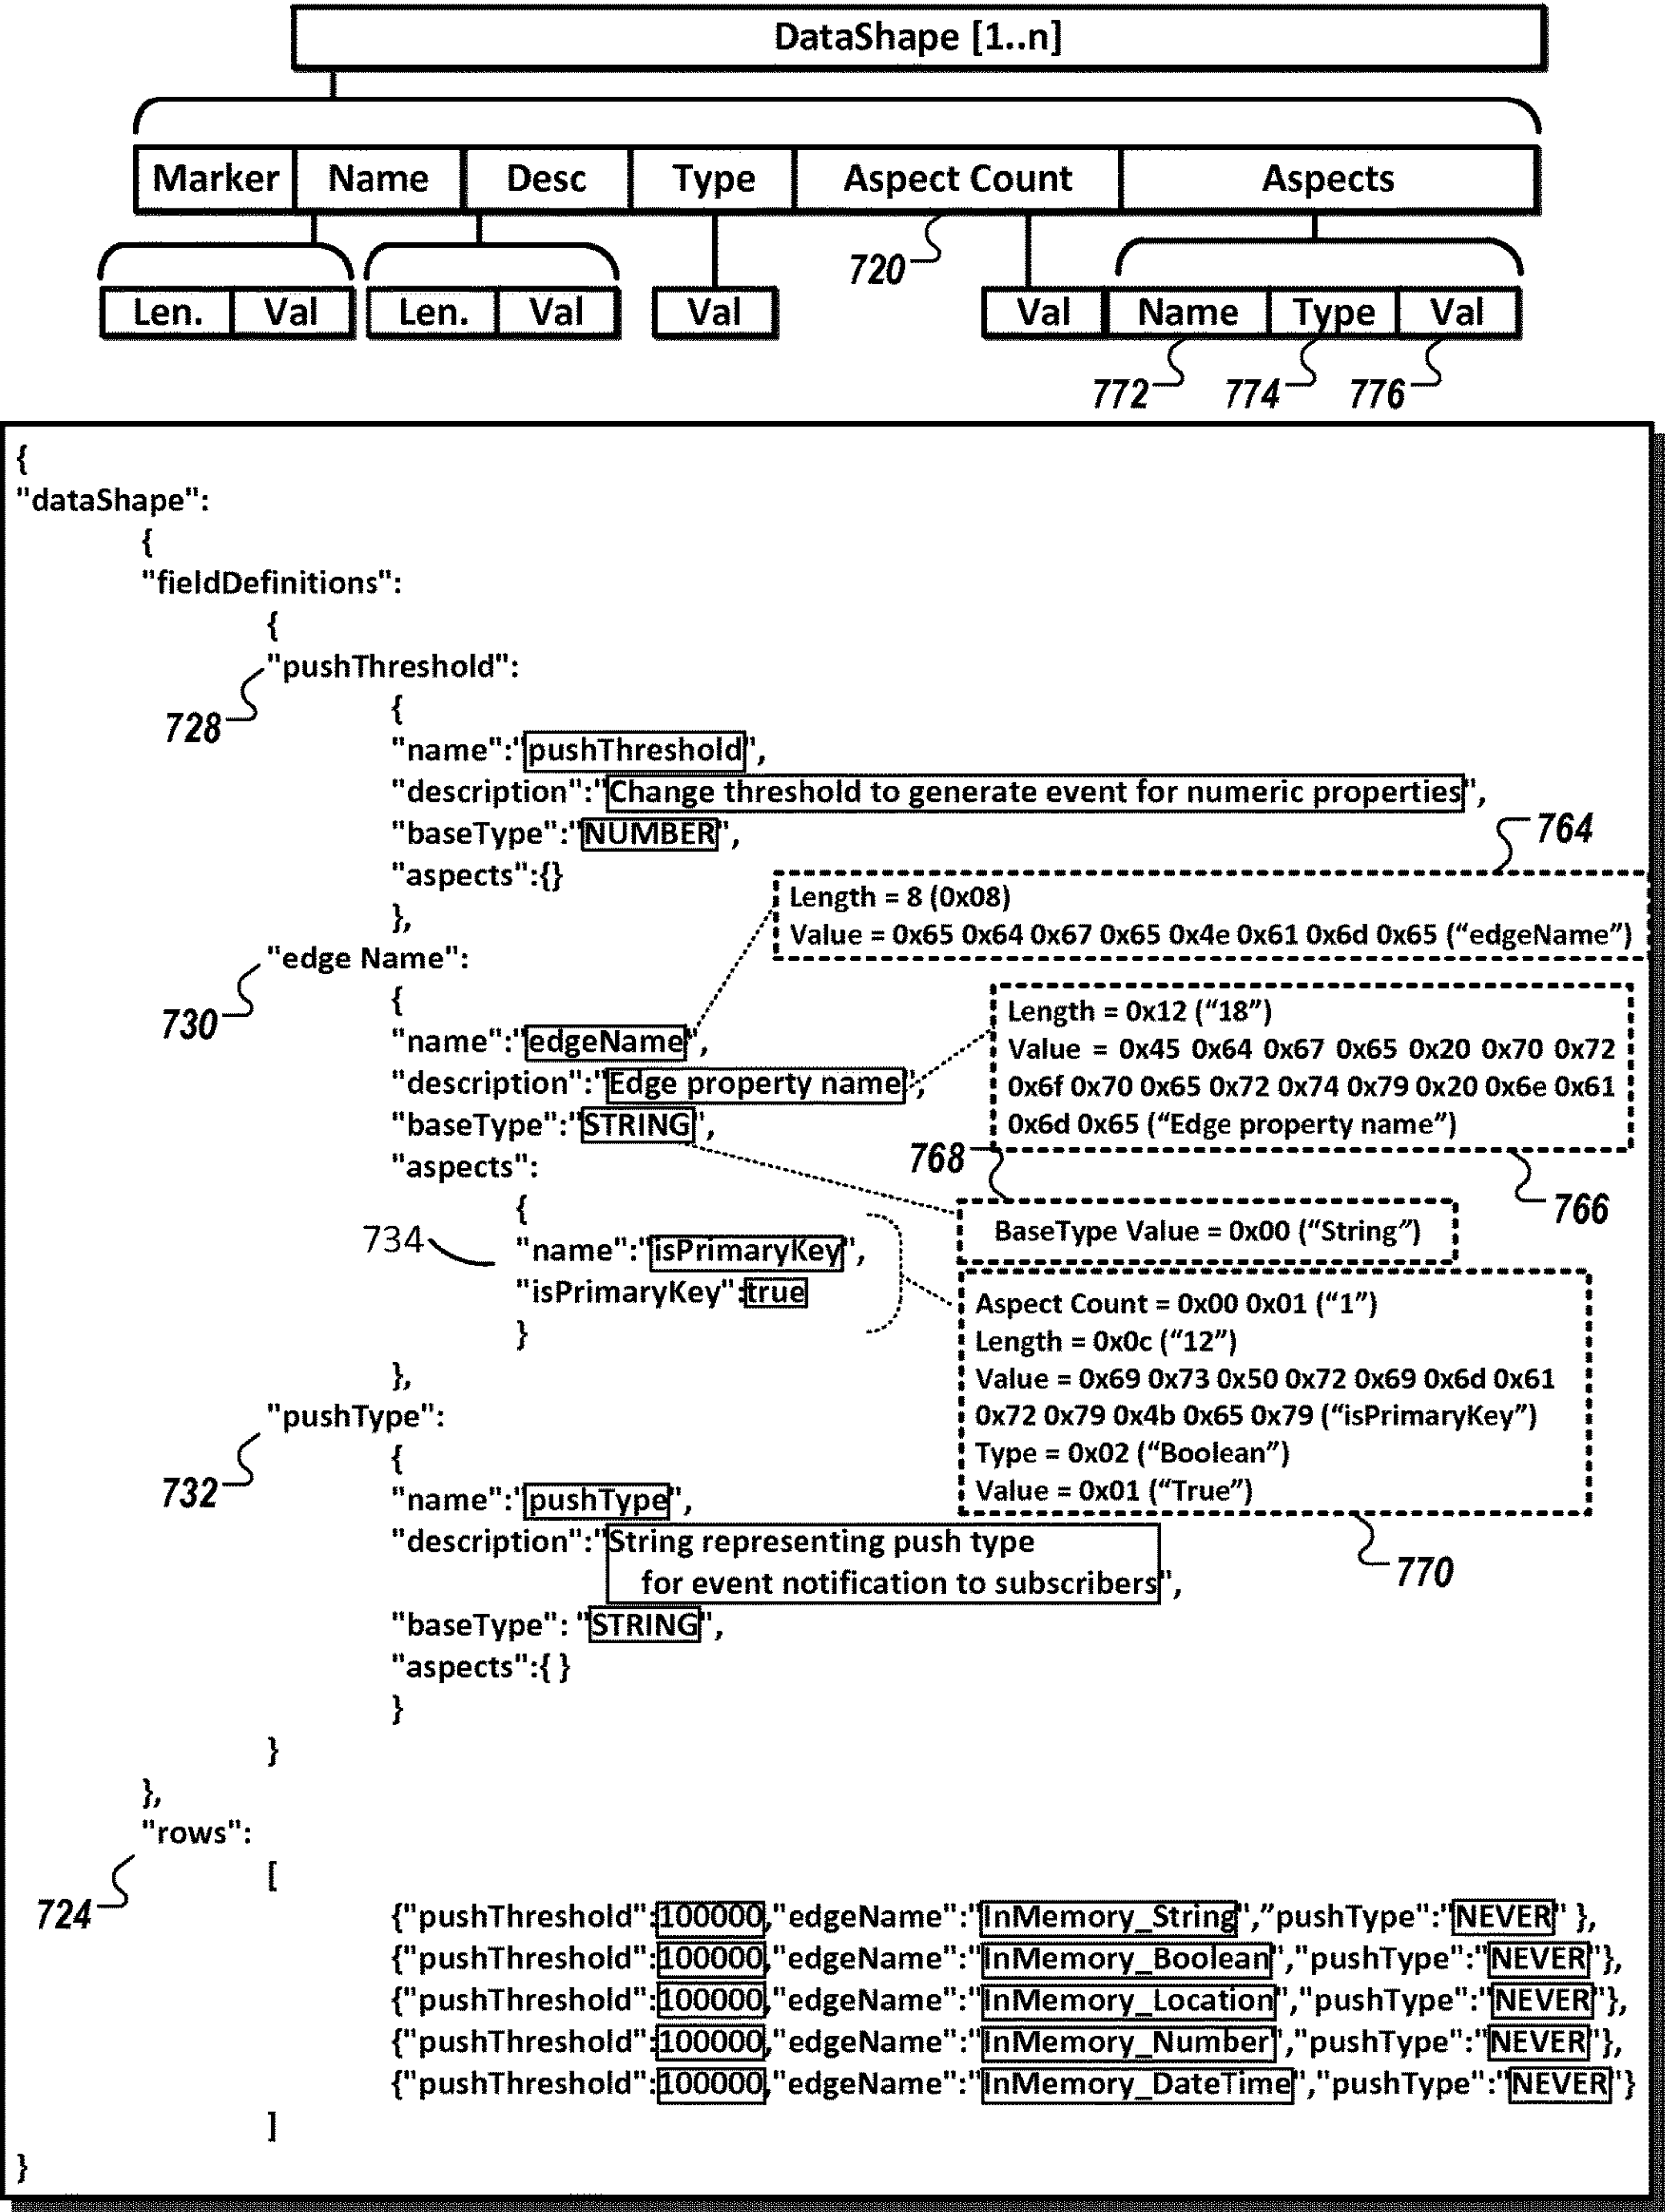 DataShape [1..n]
Marker Name Desc Type Aspect Count Aspects
720
Len. Val Len. Val Val Val Name Type Val
772 774 776
{
"dataShape":
{
"fieldDefinitions":
{
"pushThreshold":
728
{
"name":"pushThreshold",
"description":"Change threshold to generate event for numeric properties",
"baseType":"NUMBER",
764
"aspects":{}
},
Length = 8 (0x08)
Value = 0x65 0x64 0x67 0x65 0x4e 0x61 0x6d 0x65 (“edgeName”)
"edge Name":
730
{
"name":"edgeName",
"description":"Edge property name",
"baseType":"STRING",
"aspects":
Length = 0x12 (“18”)
Value = 0x45 0x64 0x67 0x65 0x20 0x70 0x72
0x6f 0x70 0x65 0x72 0x74 0x79 0x20 0x6e 0x61
0x6d 0x65 (“Edge property name”)
768
766
{
BaseType Value = 0x00 (“String”)
734
"name":"isPrimaryKey",
"isPrimaryKey":true
}
},
Aspect Count = 0x00 0x01 (“1”)
Length = 0x0c (“12”)
Value = 0x69 0x73 0x50 0x72 0x69 0x6d 0x61
0x72 0x79 0x4b 0x65 0x79 (“isPrimaryKey”)
Type = 0x02 (“Boolean”)
Value = 0x01 (“True”)
770
"pushType":
732
{
"name":"pushType",
"description":"String representing push type
for event notification to subscribers",
"baseType": "STRING",
"aspects":{ }
}
}
},
"rows":
724
[
{"pushThreshold":100000,"edgeName":"InMemory_String",”pushType":"NEVER" },
{"pushThreshold":100000,"edgeName":"InMemory_Boolean","pushType":"NEVER"},
{"pushThreshold":100000,"edgeName":"InMemory_Location","pushType":"NEVER"},
{"pushThreshold":100000,"edgeName":"InMemory_Number","pushType":"NEVER"},
{"pushThreshold":100000,"edgeName":"InMemory_DateTime","pushType":"NEVER"}
]
}